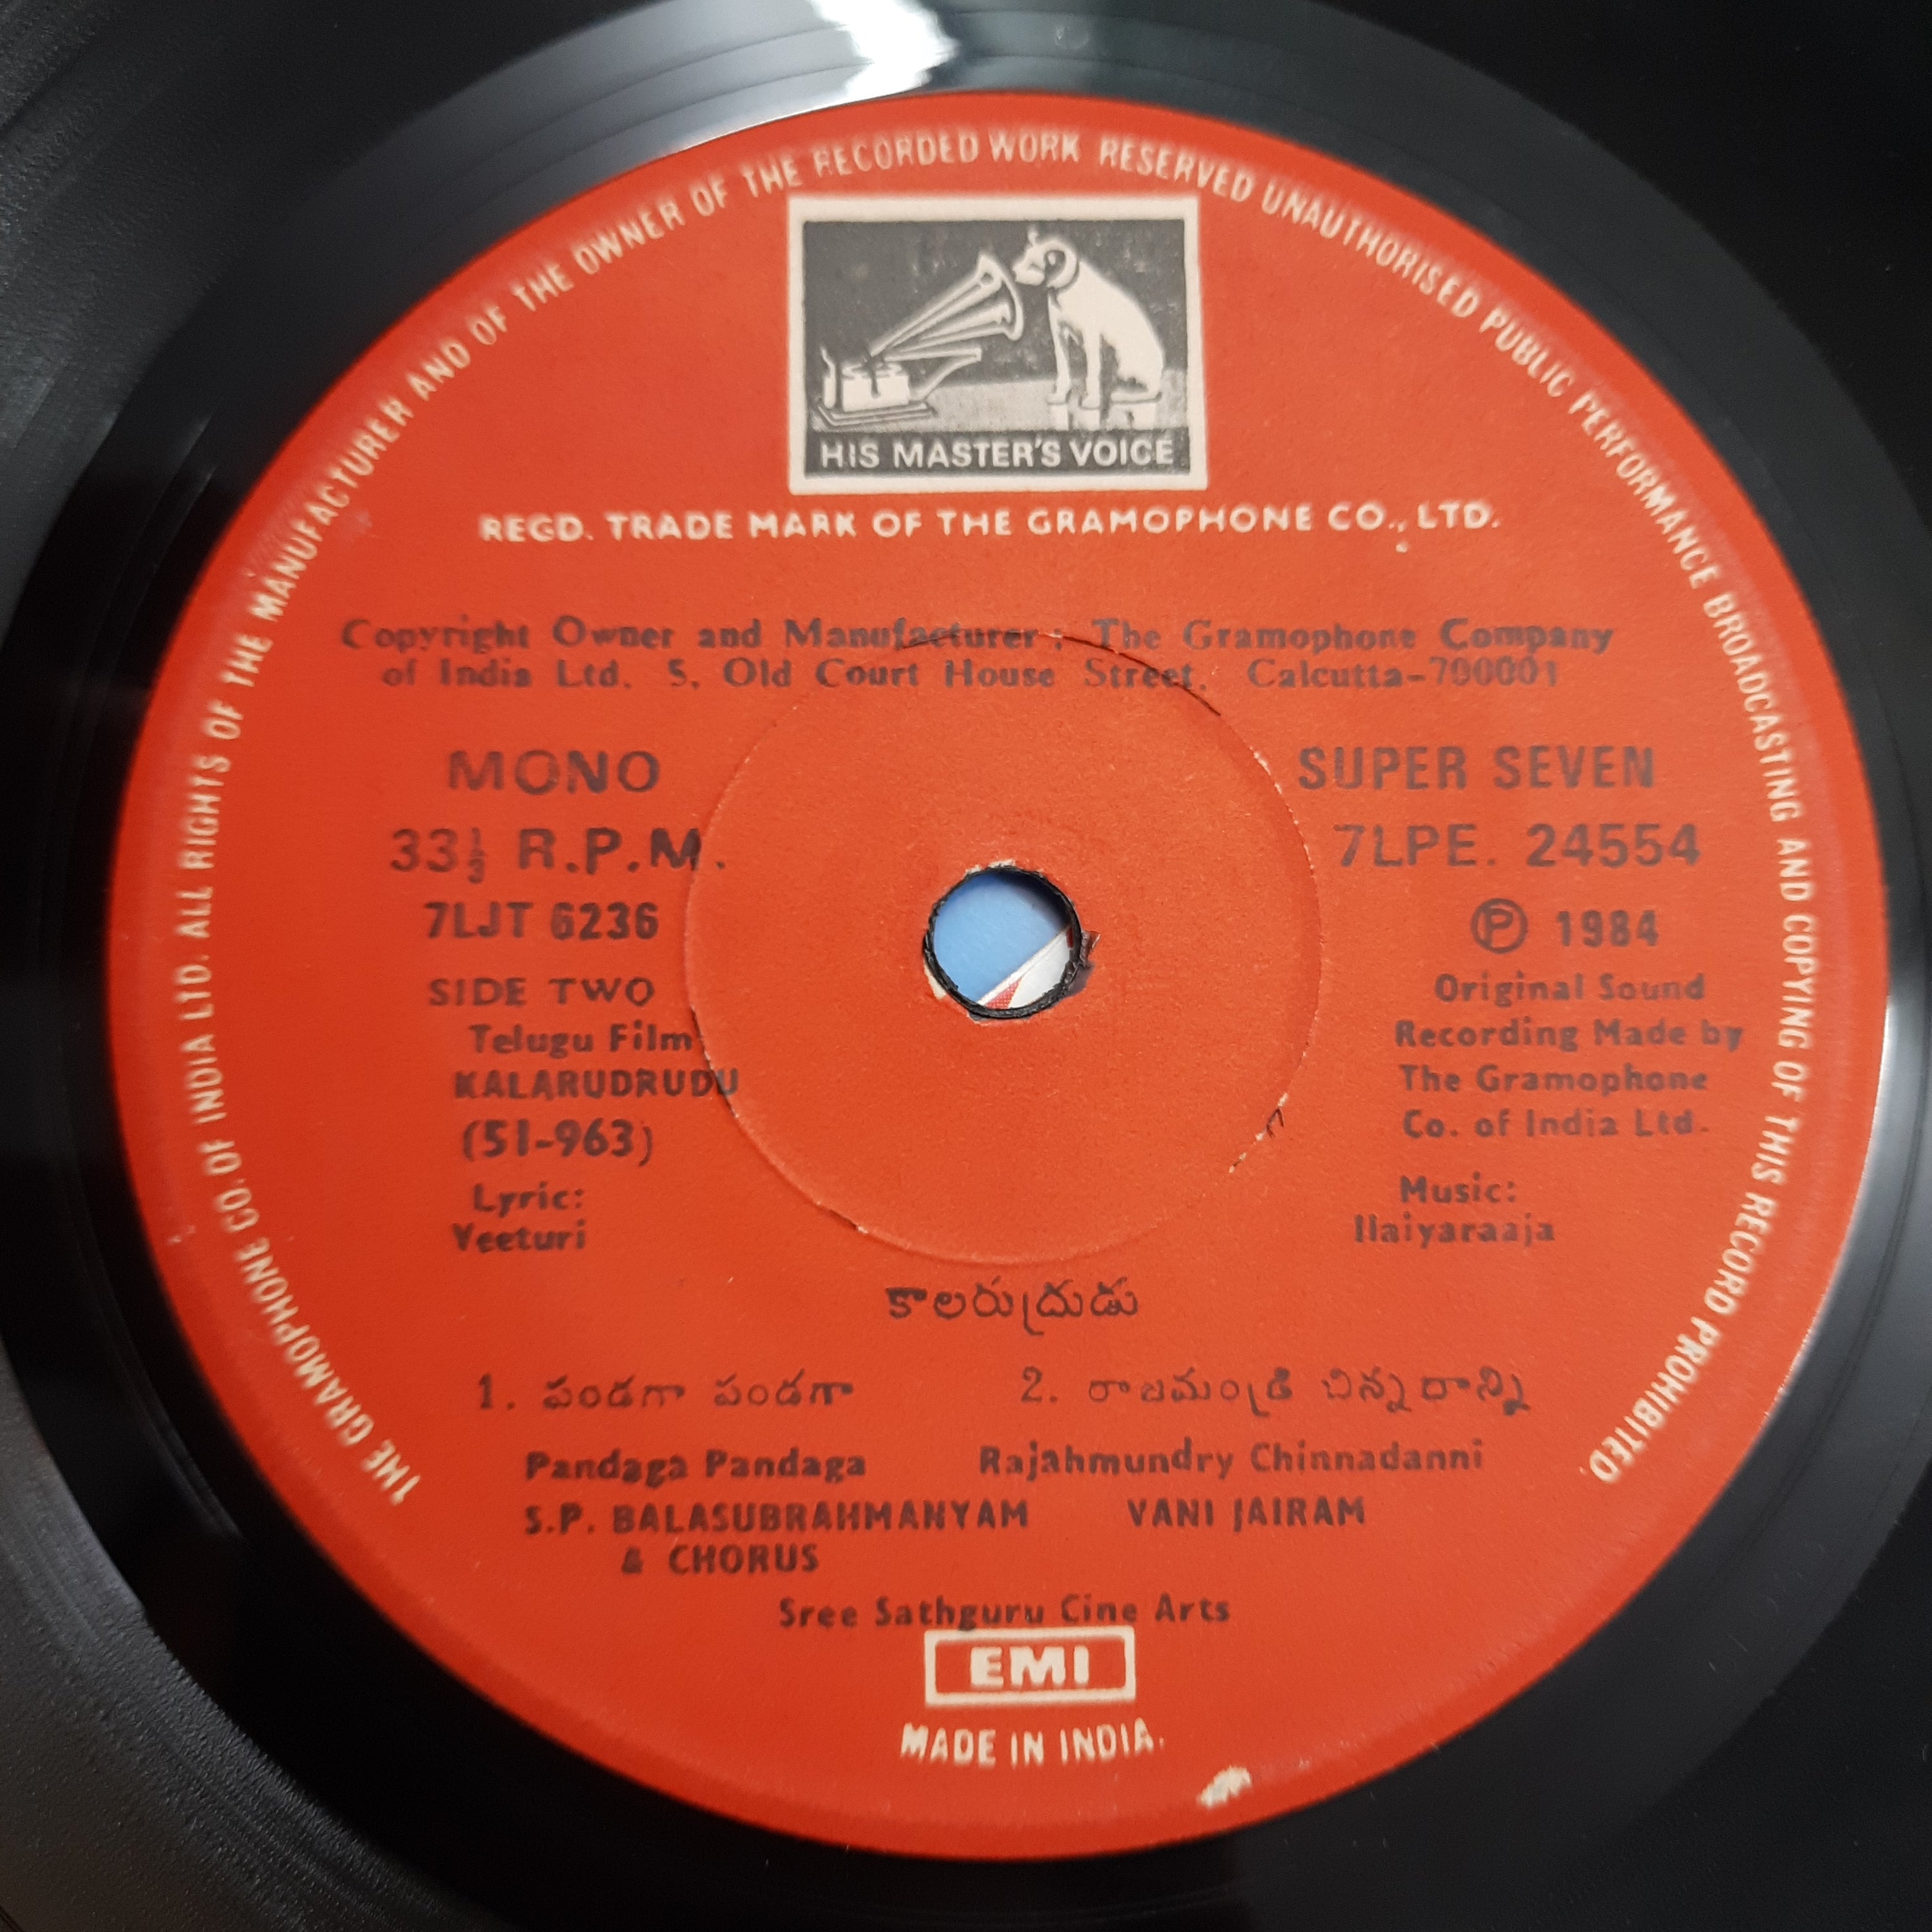 THE GRAMOPHONE CO. OF INDIA LTD. ALL RIGHTS OF THE MANUFACTURER AND OF THE OWNER OF THE RECORDED WORK RESERVED UNAUTHORISED PUBLIC PERFORMANCE BROADCASTING AND COPYING OF THIS RECORD PROHIBITED.
HIS MASTER'S VOICE
REGD. TRADE MARK OF THE GRAMOPHONE CO., LTD.
Copyright Owner and Manufacturer : The Gramophone Company
of India Ltd. 5, Old Court House Street, Calcutta-700001
MONO
33⅓ R.P.M.
7LJT 6236
SIDE TWO
Telugu Film
KALARUDRUDU
(51-963)
Lyric:
Veeturi
SUPER SEVEN
7LPE. 24554
Ⓟ 1984
Original Sound
Recording Made by
The Gramophone
Co. of India Ltd.
Music:
Ilaiyaraaja
కాలరుద్రుడు
1. పండగా పండగా
Pandaga Pandaga
S.P. BALASUBRAHMANYAM
& CHORUS
2. రాజమండ్రి చిన్నదాన్ని
Rajahmundry Chinnadanni
VANI JAIRAM
Sree Sathguru Cine Arts
EMI
MADE IN INDIA.